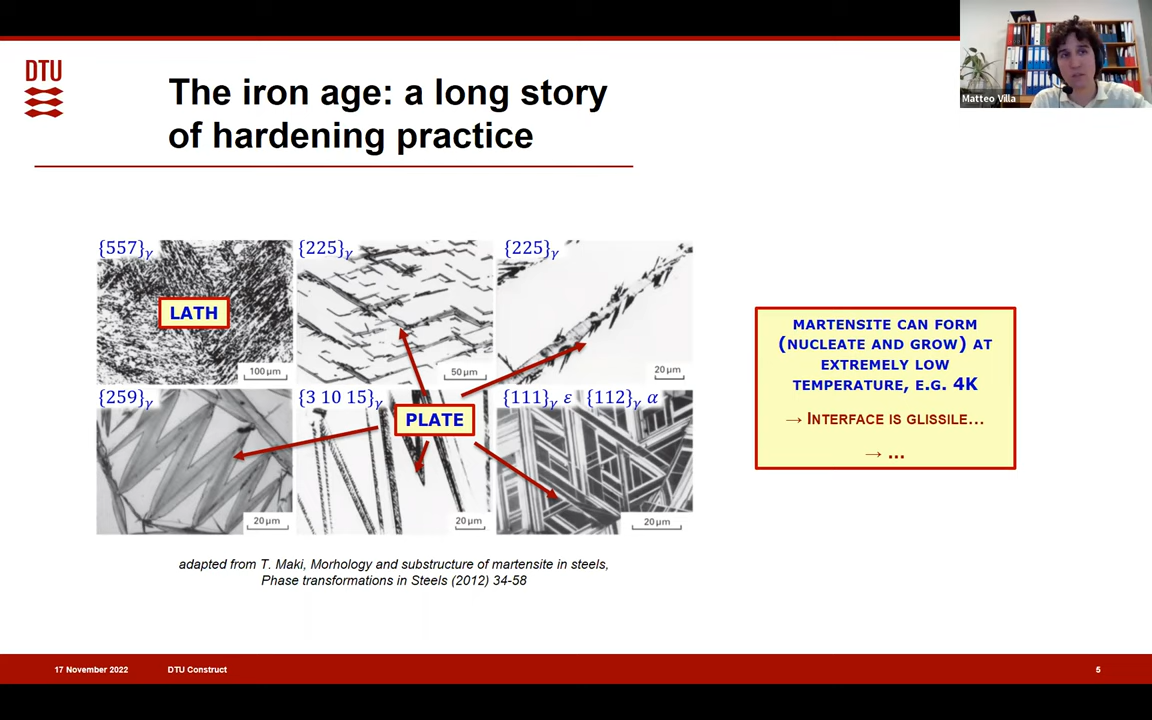 DTU
The iron age: a long story
of hardening practice
Matteo Villa
{557}γ
{225}γ
{225}γ
LATH
100 µm
50 µm
20 µm
{259}γ
{3 10 15}γ
{111}γ ε {112}γ α
PLATE
20 µm
20 µm
20 µm
MARTENSITE CAN FORM
(NUCLEATE AND GROW) AT
EXTREMELY LOW
TEMPERATURE, E.G. 4K
→ INTERFACE IS GLISSILE...
→ ...
adapted from T. Maki, Morhology and substructure of martensite in steels,
Phase transformations in Steels (2012) 34-58
17 November 2022
DTU Construct
5